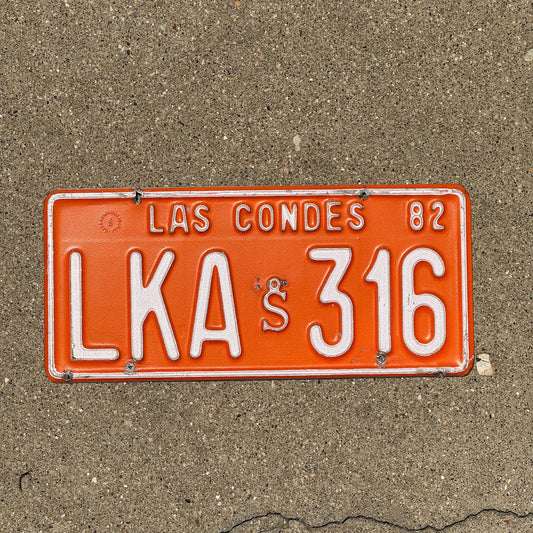 LAS CONDES 82
LKA S 316